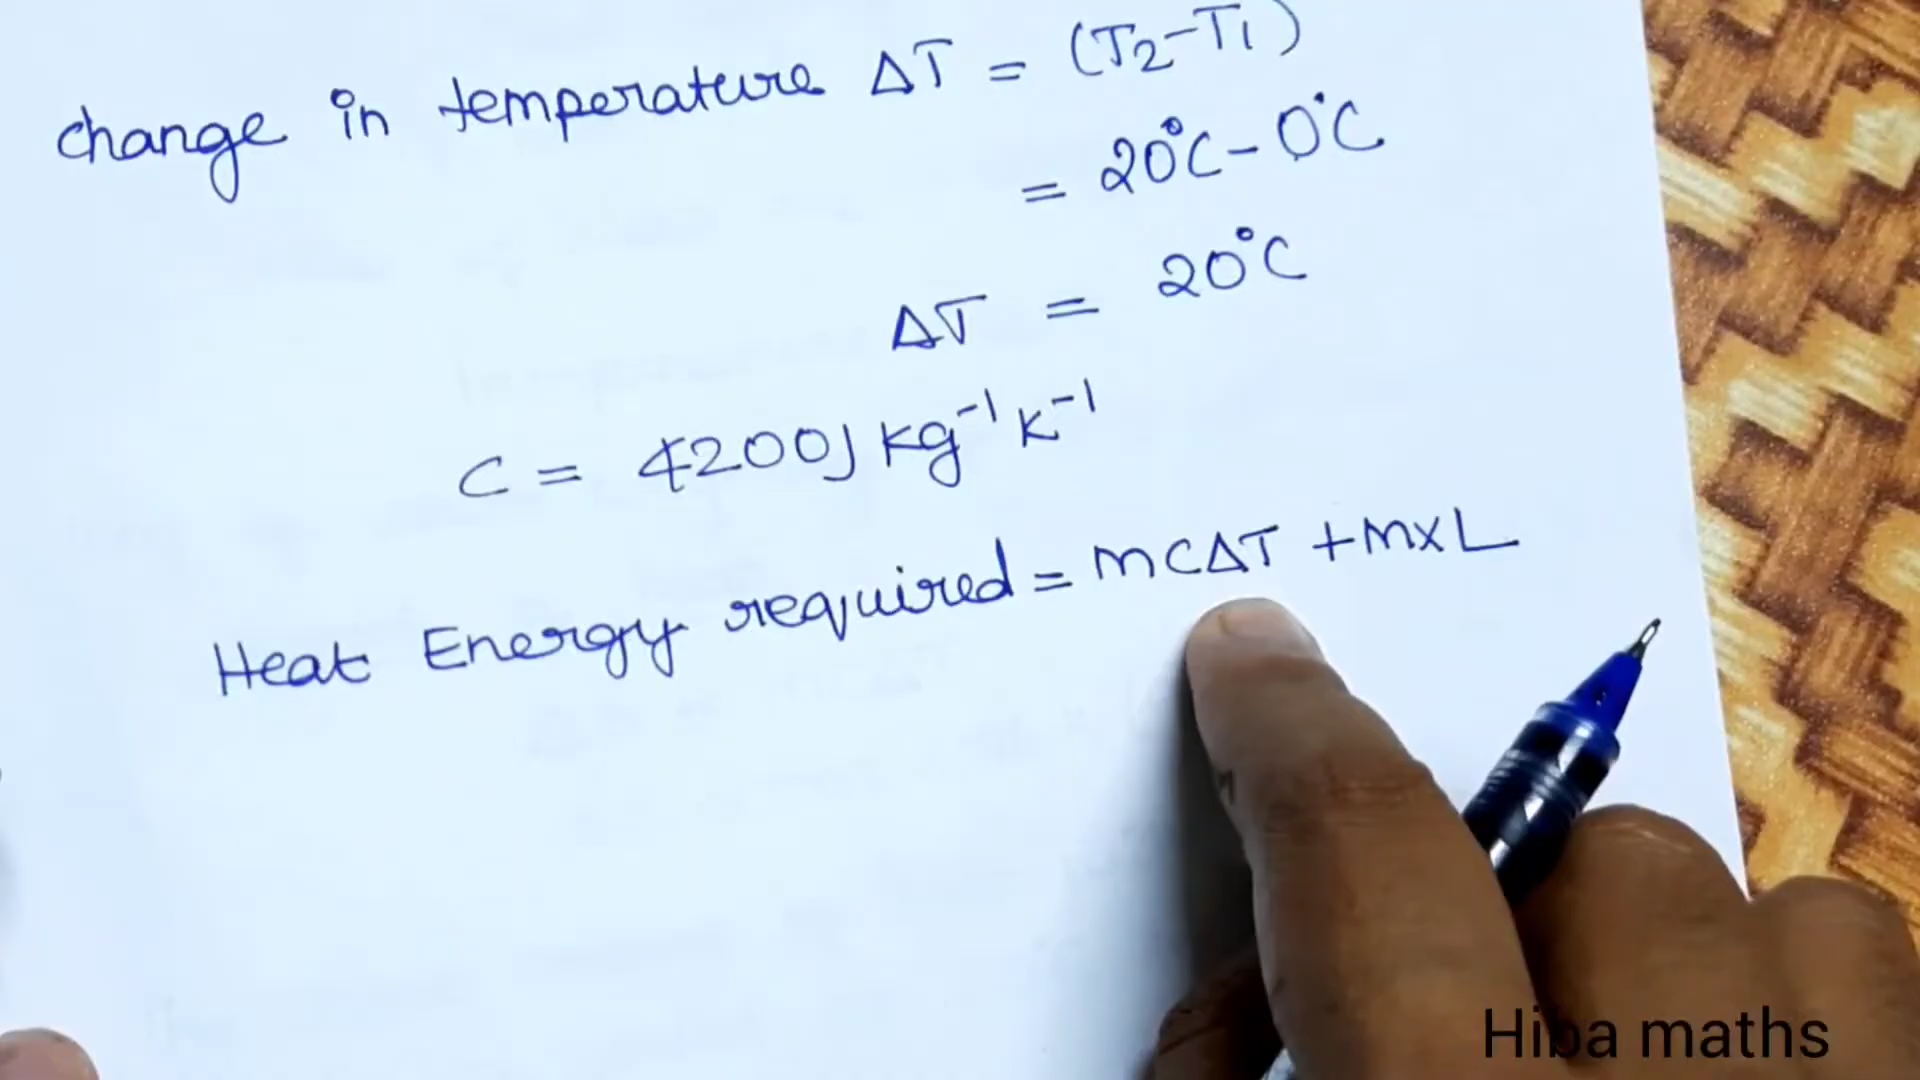 change in temperature ΔT = (T2-T1)
= 20°C - 0°C
ΔT = 20°C
C = 4200J kg⁻¹ K⁻¹
Heat Energy required = mCΔT + mxL
Hiba maths